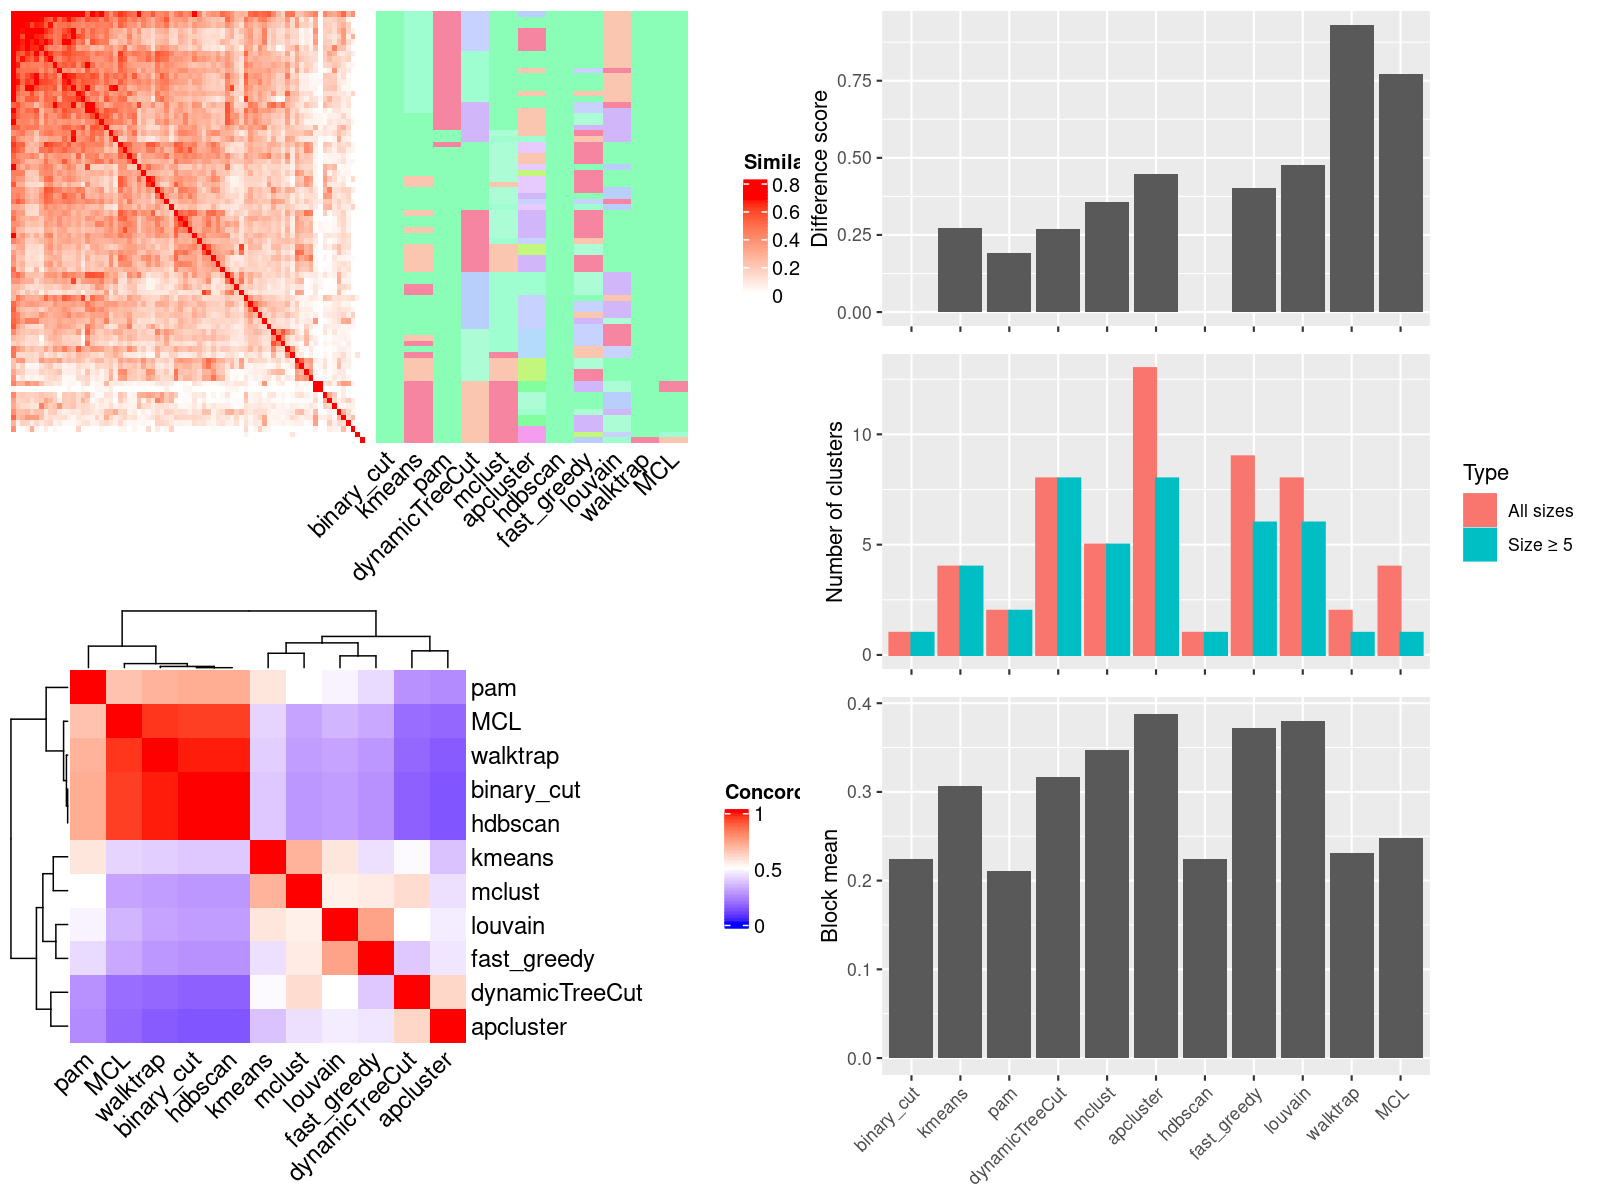 Simila
0.8
0.6
0.4
0.2
0
binary_cut
kmeans
pam
dynamicTreeCut
mclust
apcluster
hdbscan
fast_greedy
louvain
walktrap
MCL
Difference score
0.75
0.50
0.25
0.00
Number of clusters
10
5
0
Type
All sizes
Size ≥ 5
pam
MCL
walktrap
binary_cut
hdbscan
kmeans
mclust
louvain
fast_greedy
dynamicTreeCut
apcluster
pam
MCL
walktrap
binary_cut
hdbscan
kmeans
mclust
louvain
fast_greedy
dynamicTreeCut
apcluster
Concord
1
0.5
0
Block mean
0.4
0.3
0.2
0.1
0.0
binary_cut
kmeans
pam
dynamicTreeCut
mclust
apcluster
hdbscan
fast_greedy
louvain
walktrap
MCL